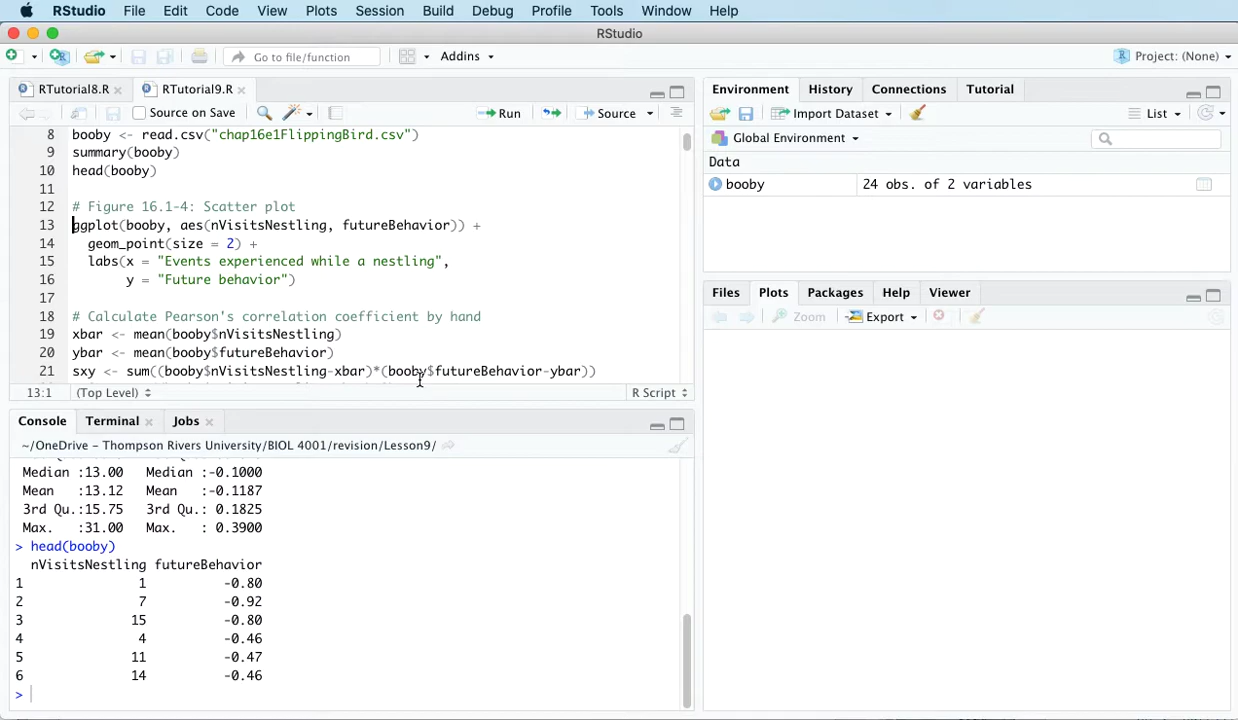 RStudio File Edit Code View Plots Session Build Debug Profile Tools Window Help
RStudio
Go to file/function Addins Project: (None)
RTutorial8.R RTutorial9.R
Source on Save Run Source
8 booby <- read.csv("chap16e1FlippingBird.csv")
9 summary(booby)
10 head(booby)
11
12 # Figure 16.1-4: Scatter plot
13 ggplot(booby, aes(nVisitsNestling, futureBehavior)) +
14 geom_point(size = 2) +
15 labs(x = "Events experienced while a nestling",
16 y = "Future behavior")
17
18 # Calculate Pearson's correlation coefficient by hand
19 xbar <- mean(booby$nVisitsNestling)
20 ybar <- mean(booby$futureBehavior)
21 sxy <- sum((booby$nVisitsNestling-xbar)*(booby$futureBehavior-ybar))
13:1 (Top Level) R Script
Console Terminal Jobs
~/OneDrive – Thompson Rivers University/BIOL 4001/revision/Lesson9/
Median :13.00 Median :-0.1000
Mean :13.12 Mean :-0.1187
3rd Qu.:15.75 3rd Qu.: 0.1825
Max. :31.00 Max. : 0.3900
> head(booby)
nVisitsNestling futureBehavior
1 1 -0.80
2 7 -0.92
3 15 -0.80
4 4 -0.46
5 11 -0.47
6 14 -0.46
>
Environment History Connections Tutorial
Import Dataset List
Global Environment
Data
booby 24 obs. of 2 variables
Files Plots Packages Help Viewer
Zoom Export